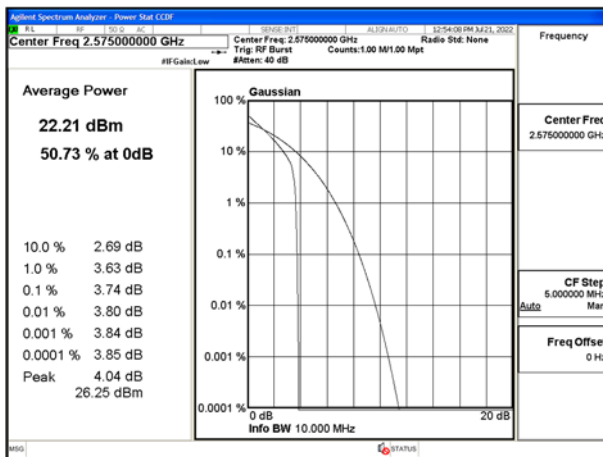 Agilent Spectrum Analyzer - Power Stat CCDF
RL RF 50 Ω AC SENSE:INT ALIGNAUTO 12:54:08 PM Jul 21, 2022
Center Freq 2.575000000 GHz
Center Freq: 2.575000000 GHz Radio Std: None
Trig: RF Burst Counts:1.00 M/1.00 Mpt
#IFGain:Low #Atten: 40 dB
Frequency
Average Power
22.21 dBm
50.73 % at 0dB
10.0 % 2.69 dB
1.0 % 3.63 dB
0.1 % 3.74 dB
0.01 % 3.80 dB
0.001 % 3.84 dB
0.0001 % 3.85 dB
Peak 4.04 dB
26.25 dBm
Gaussian
100 %
10 %
1 %
0.1 %
0.01 %
0.001 %
0.0001 %
0 dB 20 dB
Info BW 10.000 MHz
Center Freq
2.575000000 GHz
CF Step
5.000000 MHz
Auto Man
Freq Offset
0 Hz
MSG STATUS